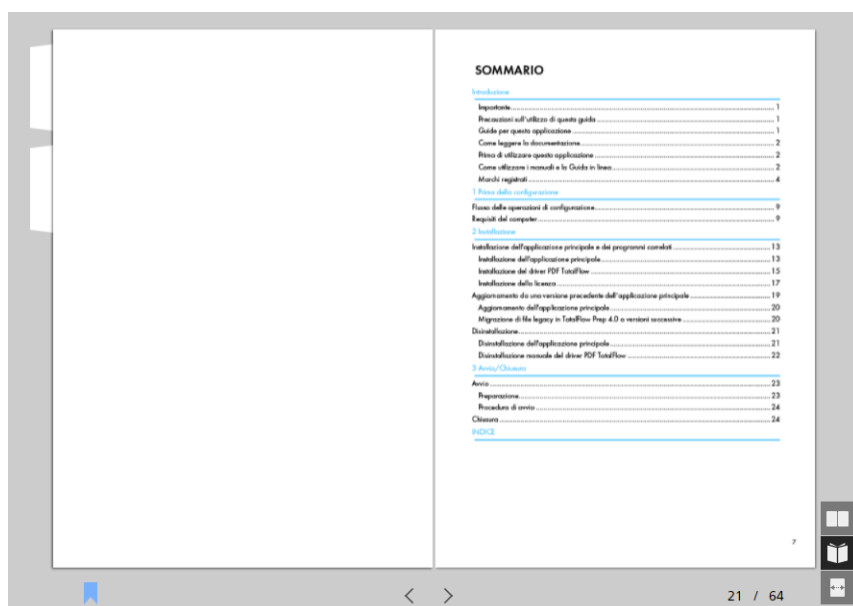 SOMMARIO
Introduzione
Importante 1
Precauzioni sull'utilizzo di questa guida 1
Guide per questa applicazione 1
Come leggere la documentazione 2
Prima di utilizzare questa applicazione 2
Come utilizzare i manuali e la Guida in linea 2
Marchi registrati 4
1 Prima della configurazione
Flusso delle operazioni di configurazione 9
Requisiti del computer 9
2 Installazione
Installazione dell'applicazione principale e dei programmi correlati 13
Installazione dell'applicazione principale 13
Installazione del driver PDF TotalFlow 15
Installazione della licenza 17
Aggiornamento da una versione precedente dell'applicazione principale 19
Aggiornamento dell'applicazione principale 20
Migrazione di file legacy in TotalFlow Prep 4.0 o versioni successive 20
Disinstallazione 21
Disinstallazione dell'applicazione principale 21
Disinstallazione manuale del driver PDF TotalFlow 22
3 Avvio/Chiusura
Avvio 23
Preparazione 23
Procedura di avvio 24
Chiusura 24
INDICE
7
21 / 64